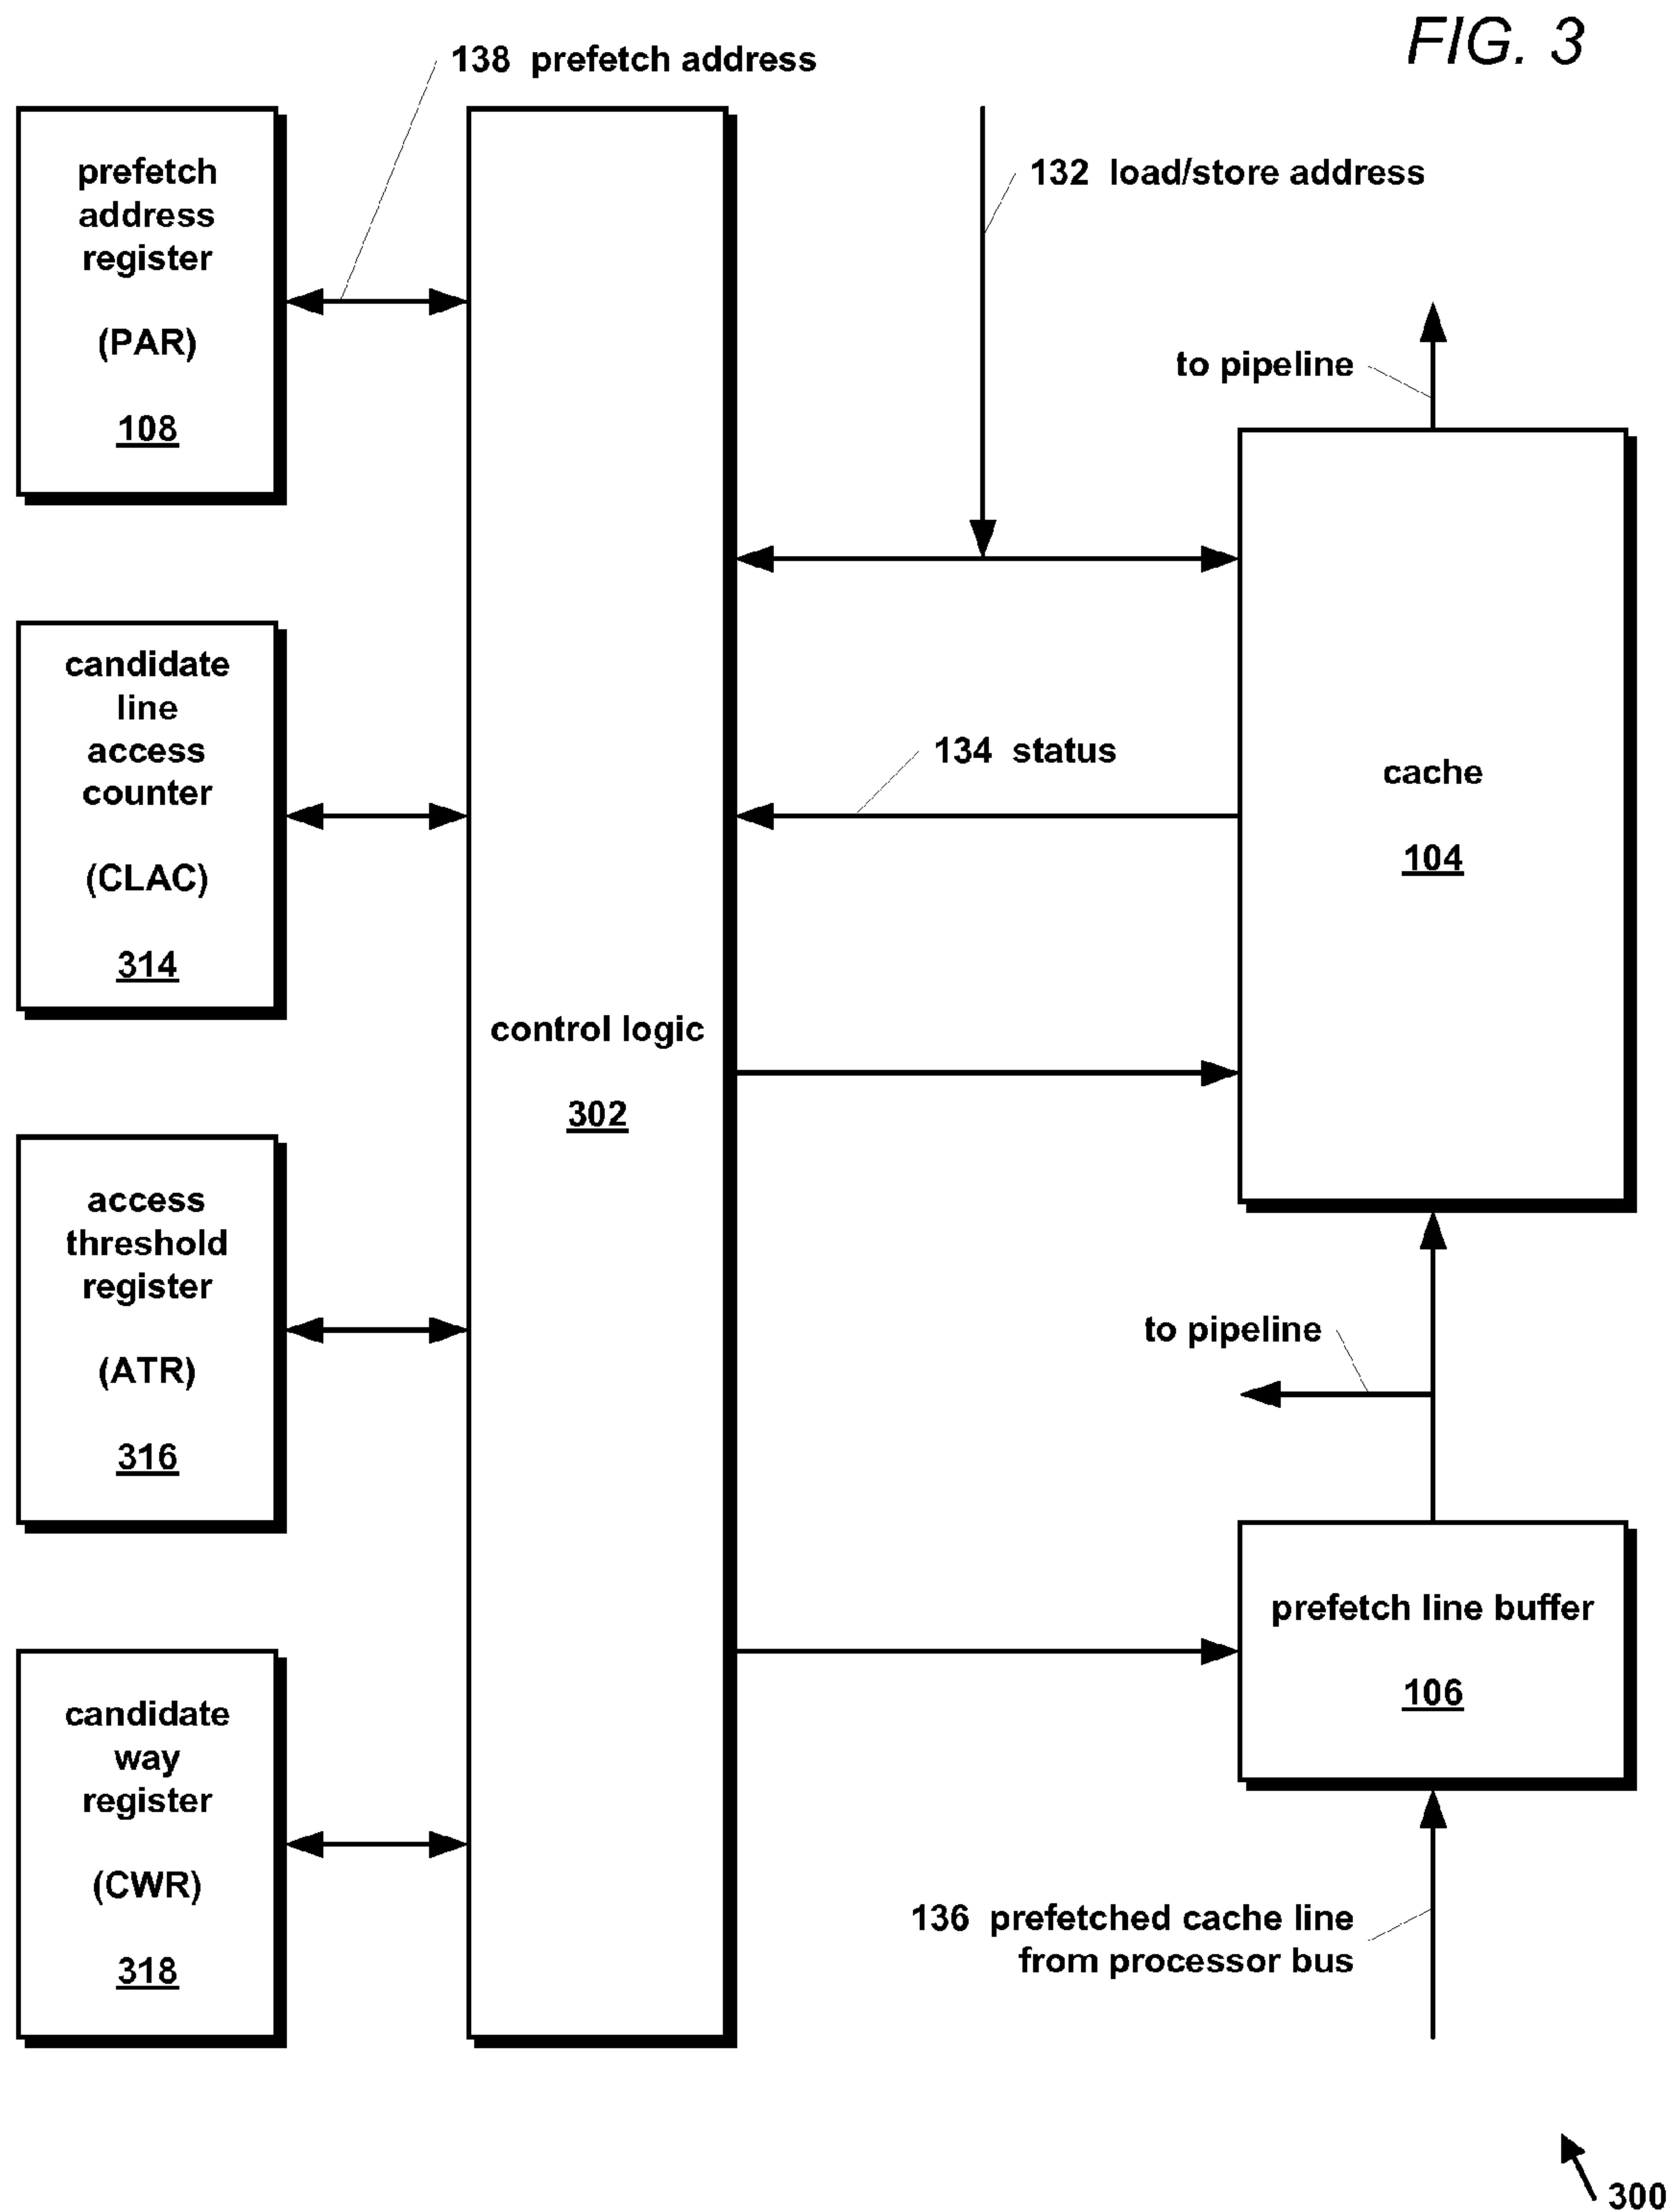 FIG. 3
138 prefetch address
132 load/store address
prefetch
address
register
(PAR)
108
to pipeline
candidate
line
access
counter
(CLAC)
314
134 status
cache
104
control logic
302
access
threshold
register
(ATR)
316
to pipeline
prefetch line buffer
106
candidate
way
register
(CWR)
318
136 prefetched cache line
from processor bus
300